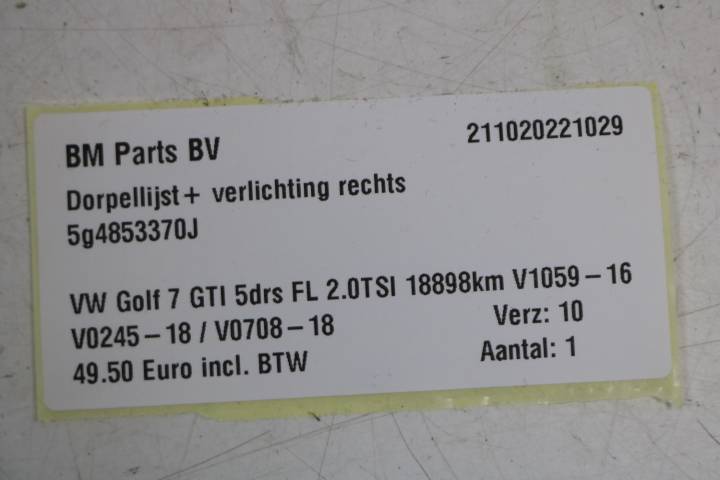 BM Parts BV 211020221029
Dorpellijst+ verlichting rechts
5g4853370J
VW Golf 7 GTI 5drs FL 2.0TSI 18898km V1059-16
V0245-18 / V0708-18 Verz: 10
49.50 Euro incl. BTW Aantal: 1